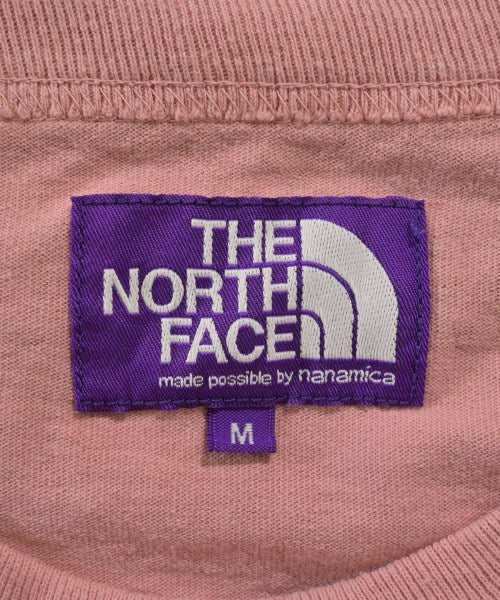 THE
NORTH
FACE
made possible by nanamica
M